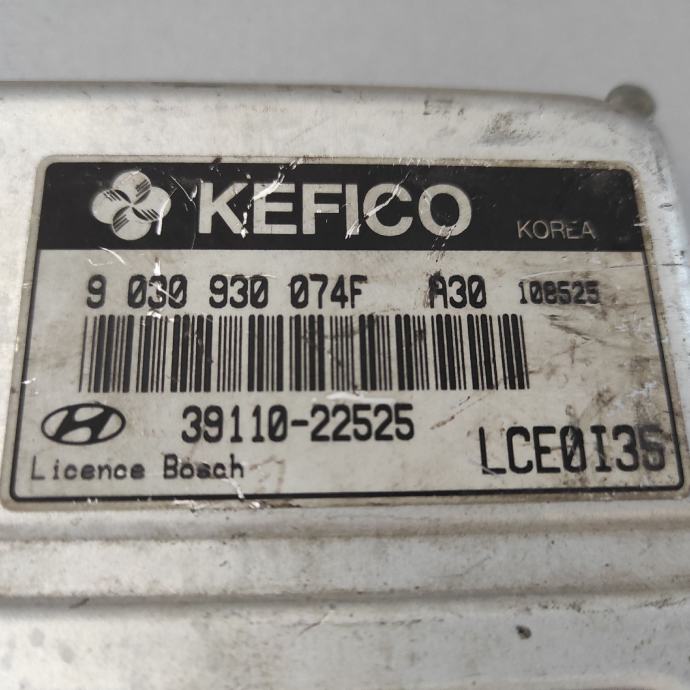 KEFICO KOREA
9 030 930 074F A30 108525
39110-22525 LCE0I35
Licence Bosch